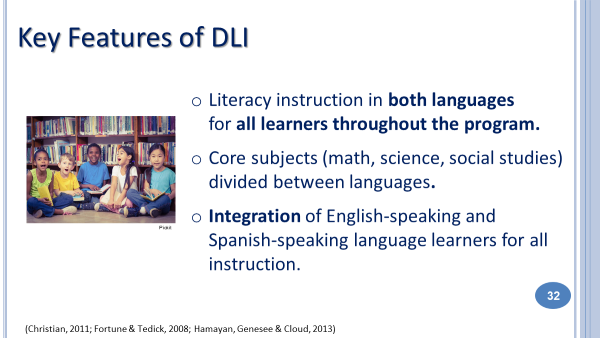 Key Features of DLI
○ Literacy instruction in both languages
for all learners throughout the program.
○ Core subjects (math, science, social studies)
divided between languages.
○ Integration of English-speaking and
Spanish-speaking language learners for all
instruction.
32
(Christian, 2011; Fortune & Tedick, 2008; Hamayan, Genesee & Cloud, 2013)